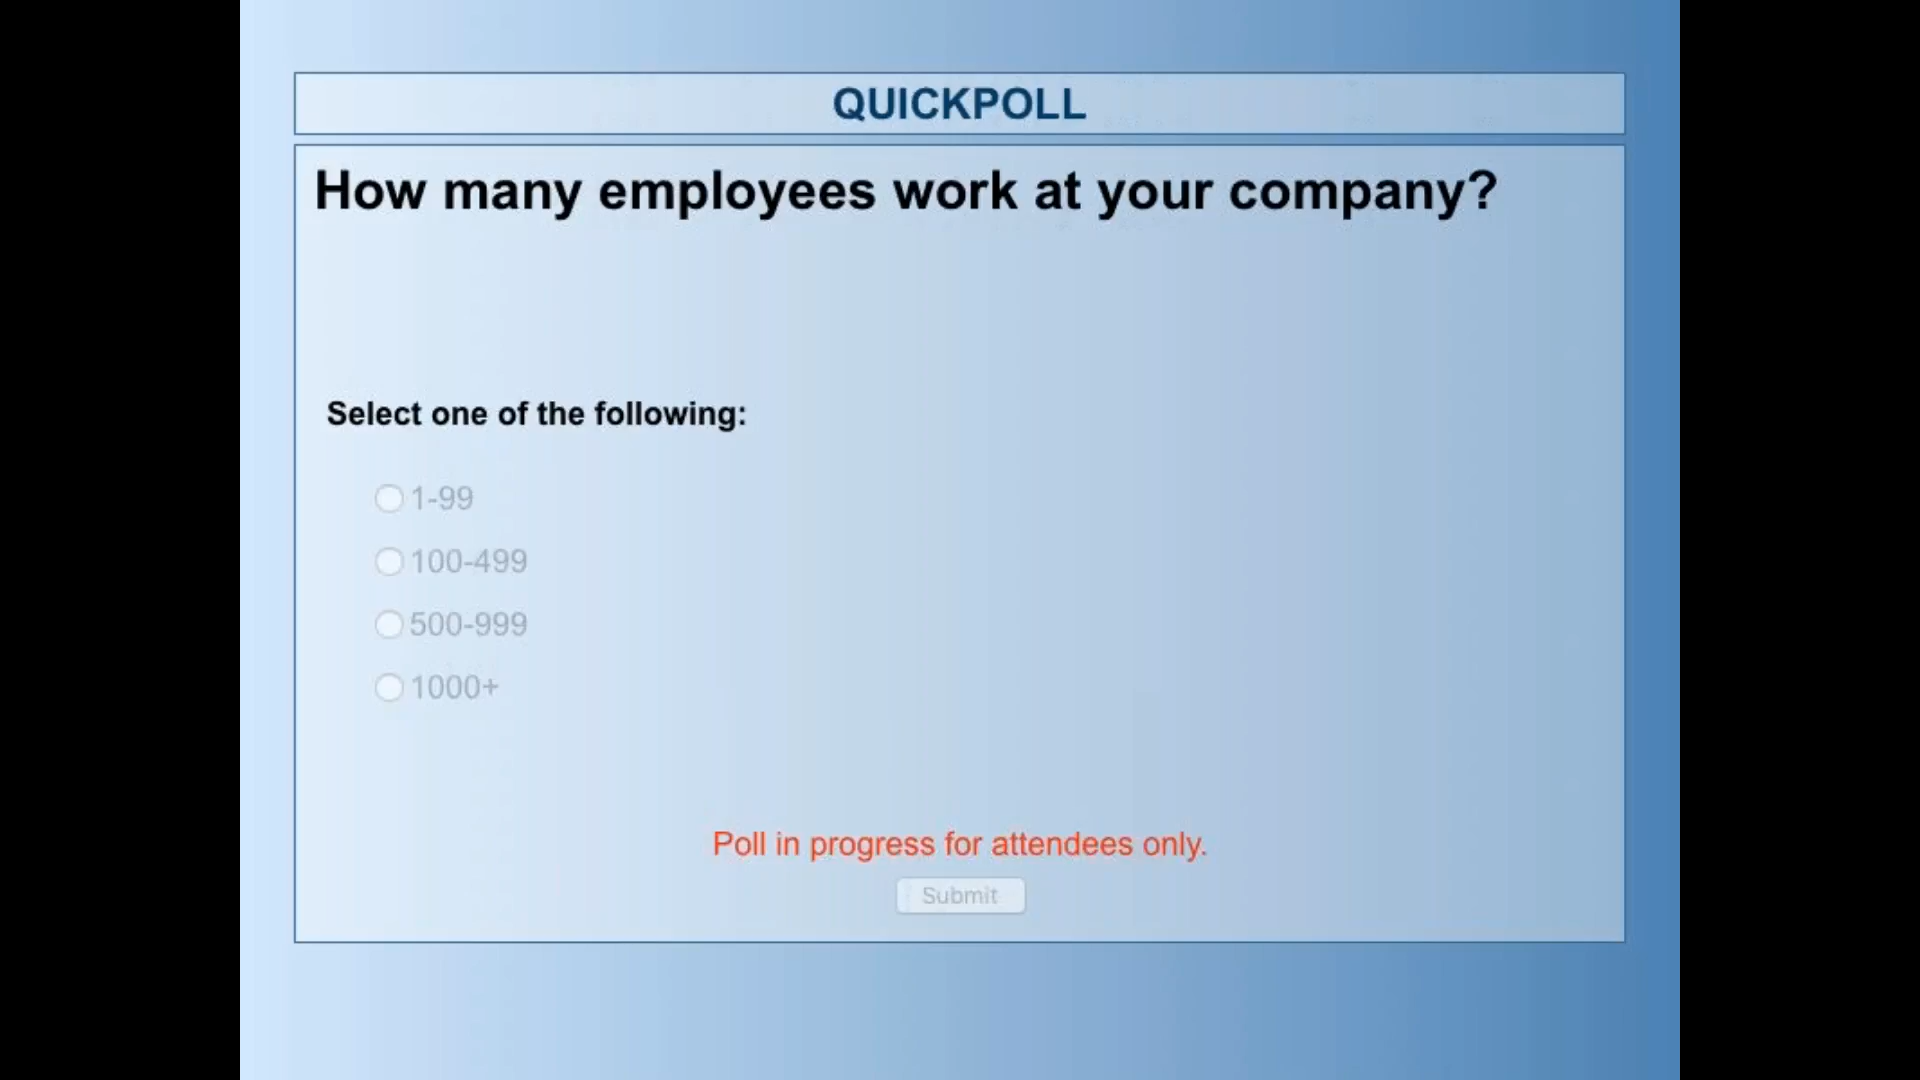 QUICKPOLL
How many employees work at your company?
Select one of the following:
1-99
100-499
500-999
1000+
Poll in progress for attendees only.
Submit